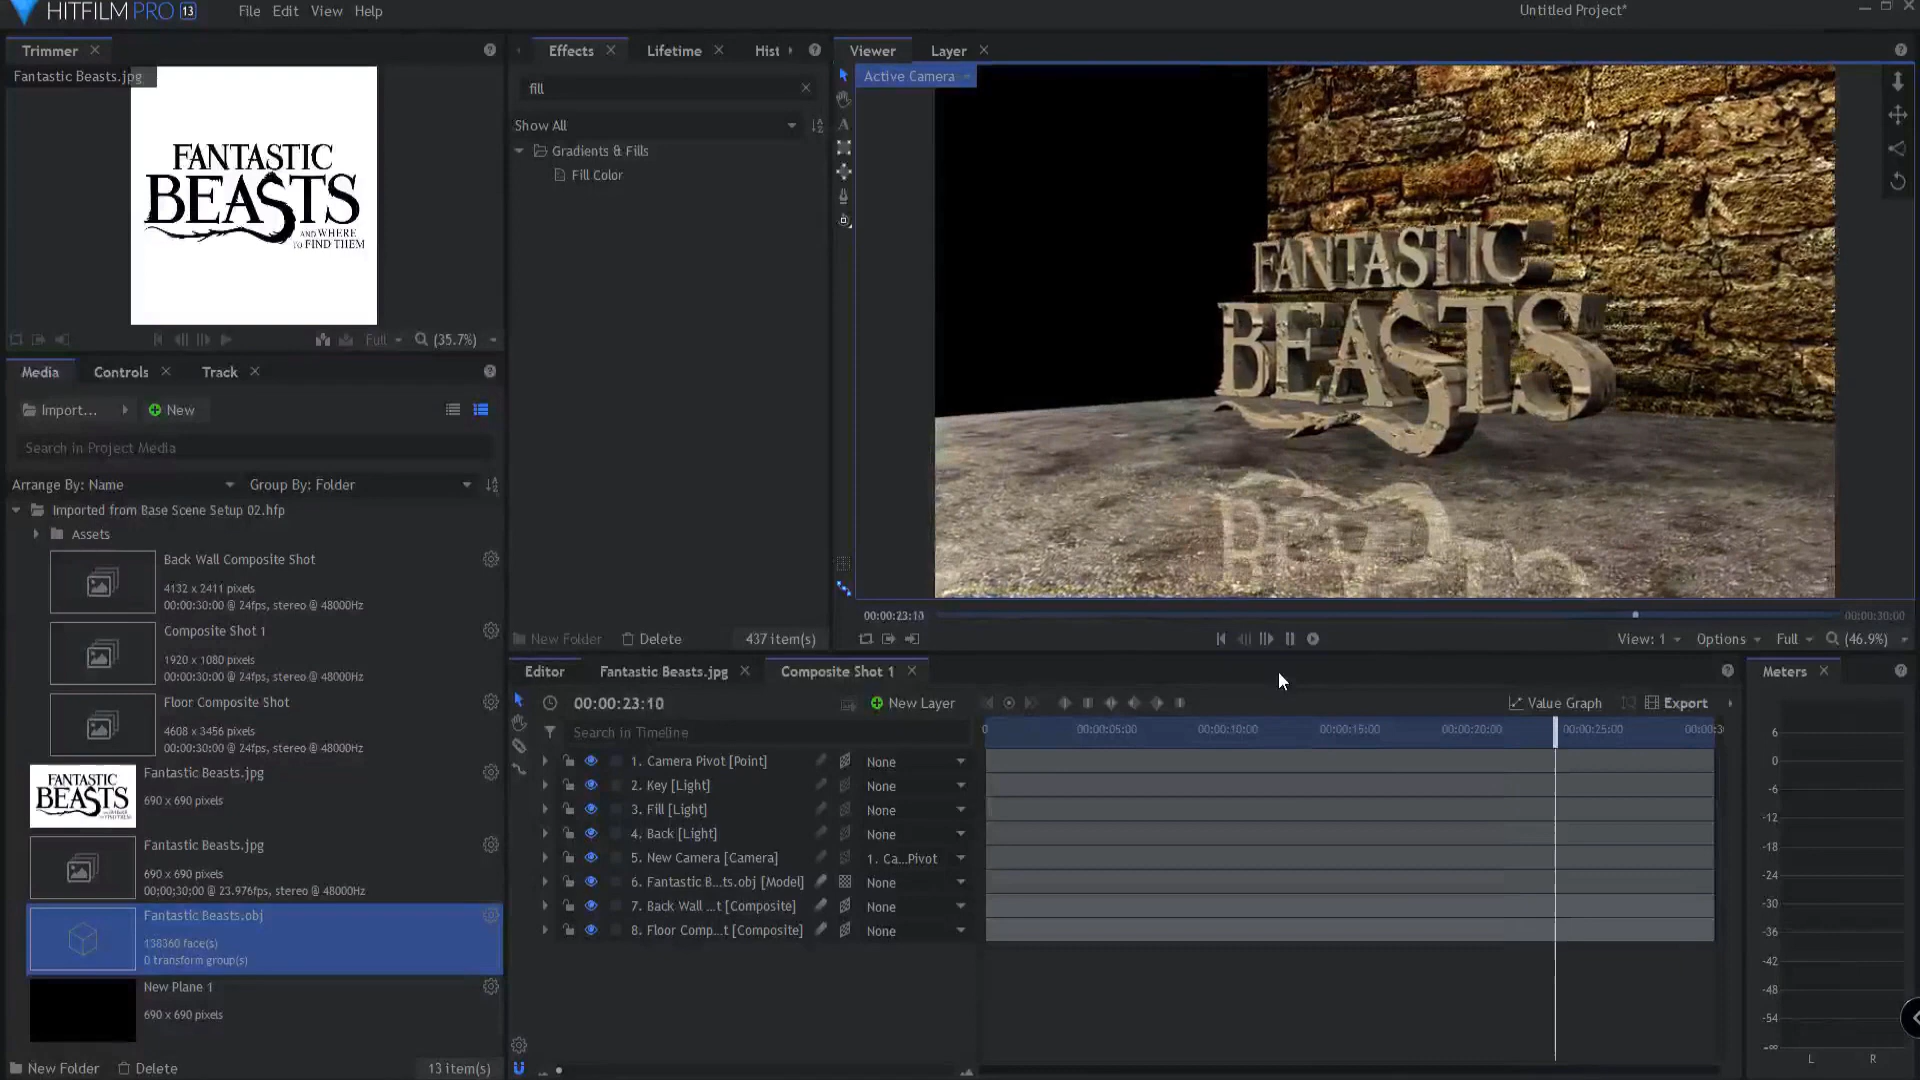 HITFILM PRO 13
File Edit View Help
Untitled Project*
Trimmer
Fantastic Beasts.jpg
FANTASTIC
BEASTS
AND WHERE
TO FIND THEM
Full (35.7%)
Media Controls Track
Import... New
Search in Project Media
Arrange By: Name Group By: Folder
Imported from Base Scene Setup 02.hfp
Assets
Back Wall Composite Shot
4132 x 2411 pixels
00:00:30:00 @ 24fps, stereo @ 48000Hz
Composite Shot 1
1920 x 1080 pixels
00:00:30:00 @ 24fps, stereo @ 48000Hz
Floor Composite Shot
4608 x 3456 pixels
00:00:30:00 @ 24fps, stereo @ 48000Hz
FANTASTIC
BEASTS
Fantastic Beasts.jpg
690 x 690 pixels
Fantastic Beasts.jpg
690 x 690 pixels
00;00;30;00 @ 23.976fps, stereo @ 48000Hz
Fantastic Beasts.obj
138360 face(s)
0 transform group(s)
New Plane 1
690 x 690 pixels
New Folder Delete 13 item(s)
Effects Lifetime Hist
fill
Show All
Gradients & Fills
Fill Color
New Folder Delete 437 item(s)
Viewer Layer
Active Camera
FANTASTIC
BEASTS
00:00:23:10 00:00:30:00
View: 1 Options Full (46.9%)
Editor Fantastic Beasts.jpg Composite Shot 1
00:00:23:10 New Layer Value Graph Export
Search in Timeline
0 00:00:05:00 00:00:10:00 00:00:15:00 00:00:20:00 00:00:25:00 00:00:3
1. Camera Pivot [Point] None
2. Key [Light] None
3. Fill [Light] None
4. Back [Light] None
5. New Camera [Camera] 1. Ca...Pivot
6. Fantastic B...ts.obj [Model] None
7. Back Wall ...t [Composite] None
8. Floor Comp...t [Composite] None
Meters
6
0
-6
-12
-18
-24
-30
-36
-42
-48
-54
-∞
L R